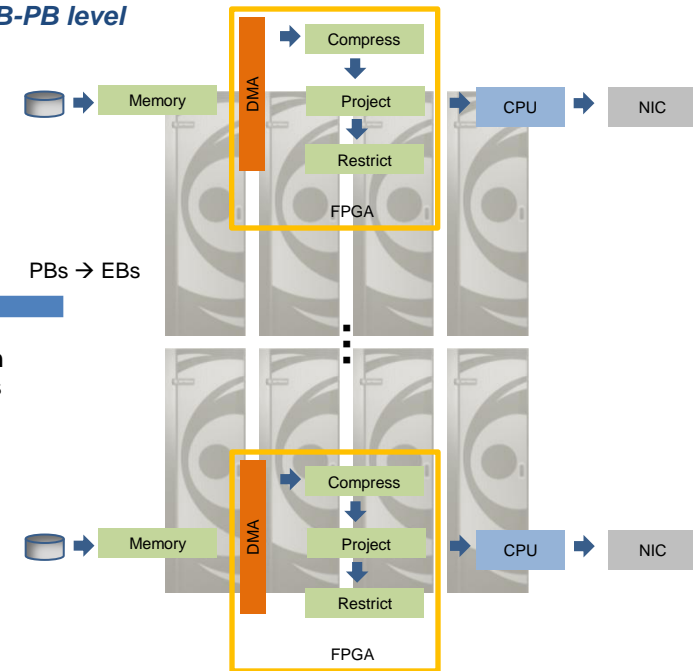 B-PB level
Compress
DMA
Memory
Project
CPU
NIC
Restrict
FPGA
PBs → EBs
Compress
DMA
Memory
Project
CPU
NIC
Restrict
FPGA